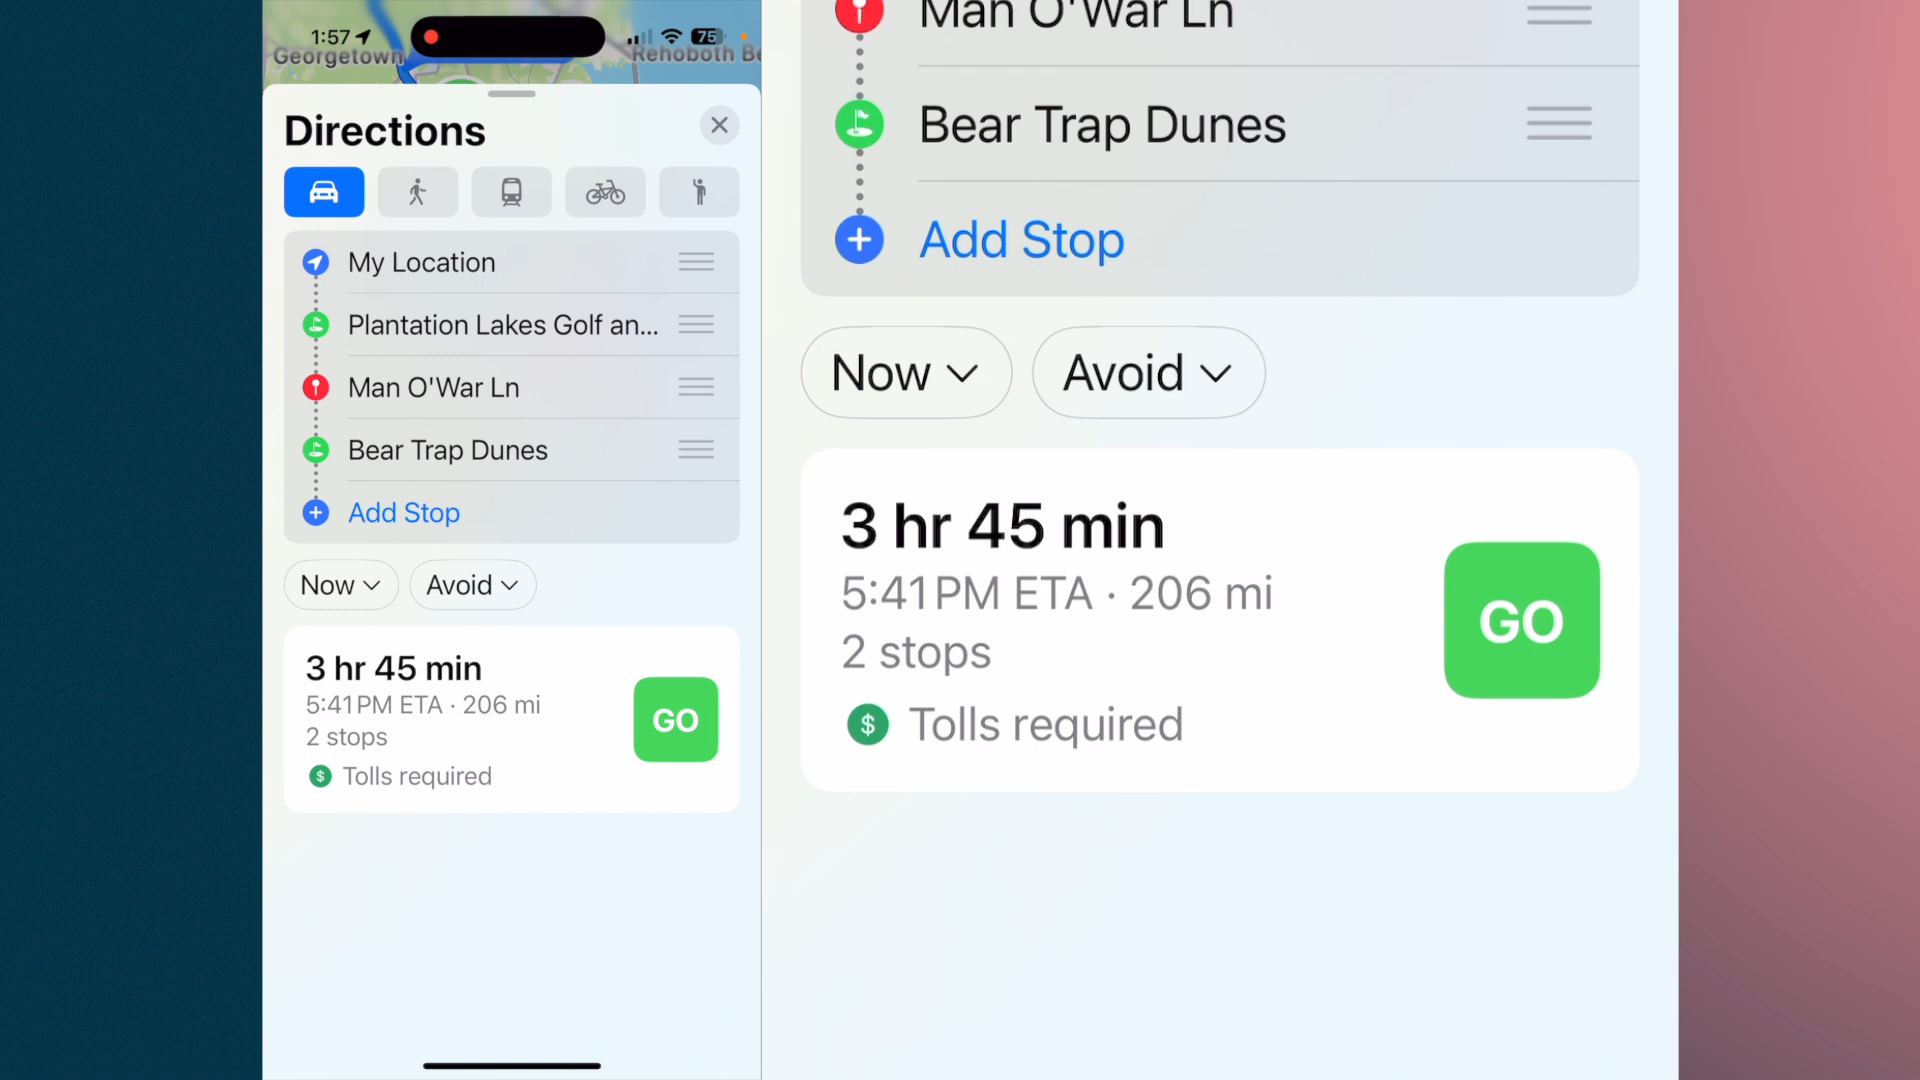 1:57
75
Georgetown
Rehoboth Be
Directions
My Location
Plantation Lakes Golf an...
Man O'War Ln
Bear Trap Dunes
Add Stop
Now
Avoid
3 hr 45 min
5:41 PM ETA · 206 mi
2 stops
$ Tolls required
GO
Man O'War Ln
Bear Trap Dunes
Add Stop
Now
Avoid
3 hr 45 min
5:41 PM ETA · 206 mi
2 stops
$ Tolls required
GO